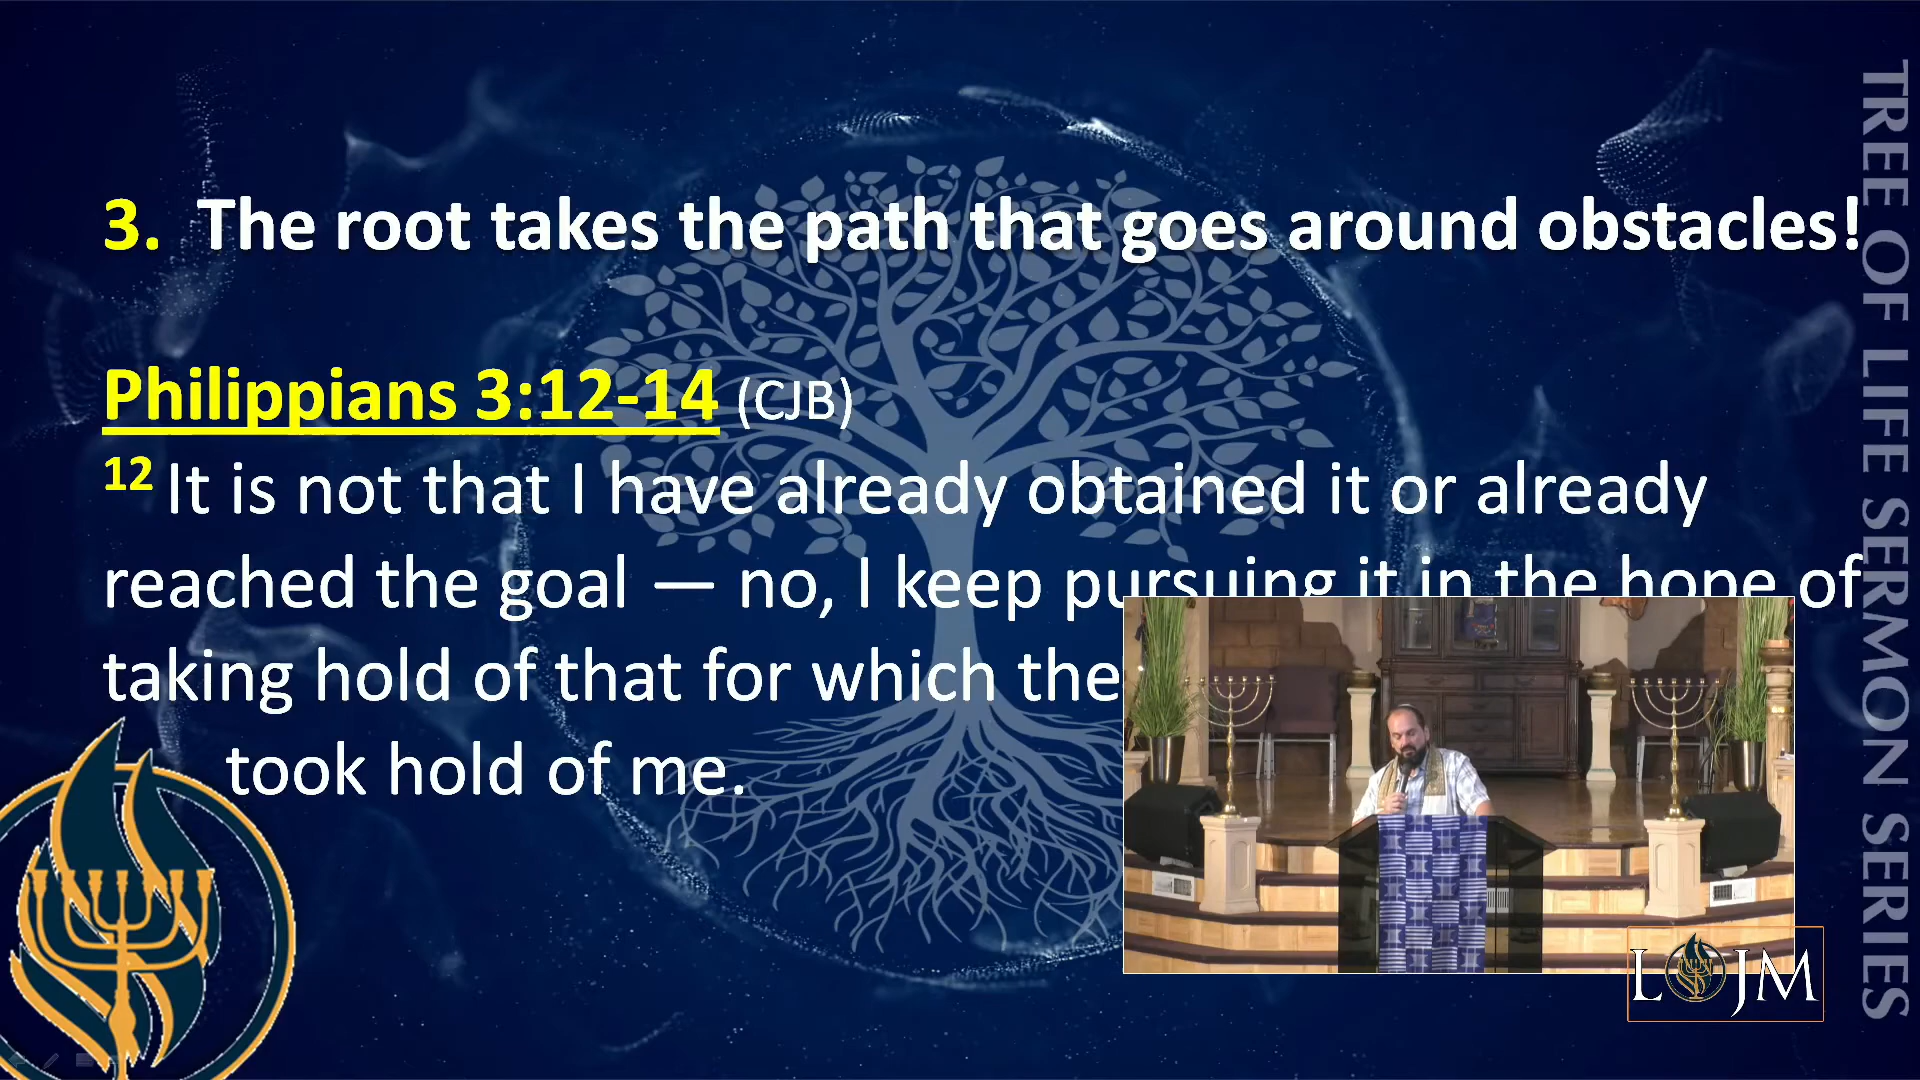 3. The root takes the path that goes around obstacles!
Philippians 3:12-14 (CJB)
12 It is not that I have already obtained it or already
reached the goal — no, I keep pursuing it in the hope of
taking hold of that for which the
took hold of me.
TREE OF LIFE SERMON SERIES
L JM